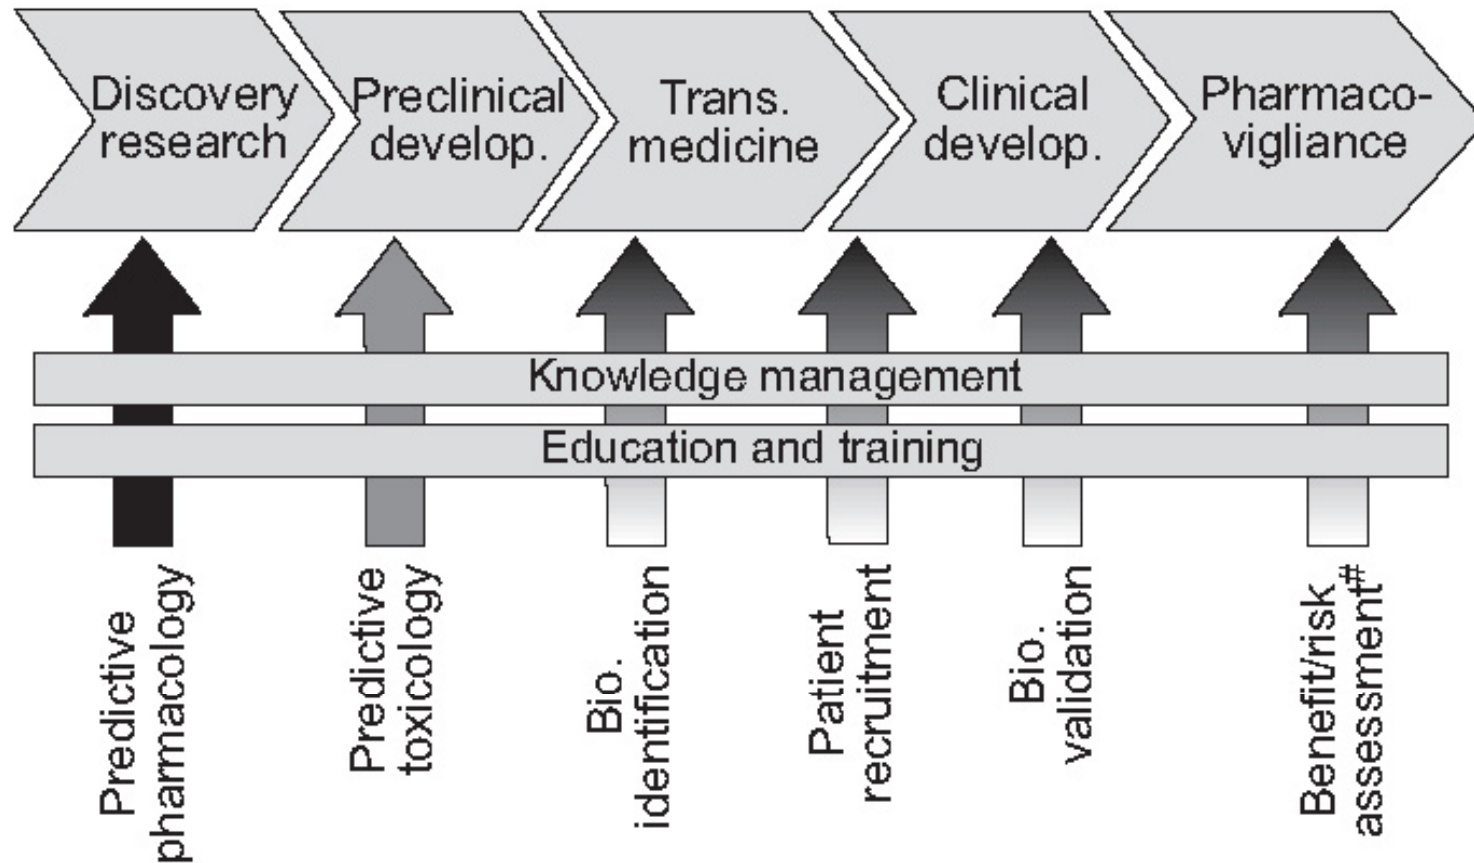 Discovery
research
Preclinical
develop.
Trans.
medicine
Clinical
develop.
Pharmaco-
vigliance
Knowledge management
Education and training
Predictive
pharmacology
Predictive
toxicology
Bio.
identification
Patient
recruitment
Bio.
validation
Benefit/risk
assessment#